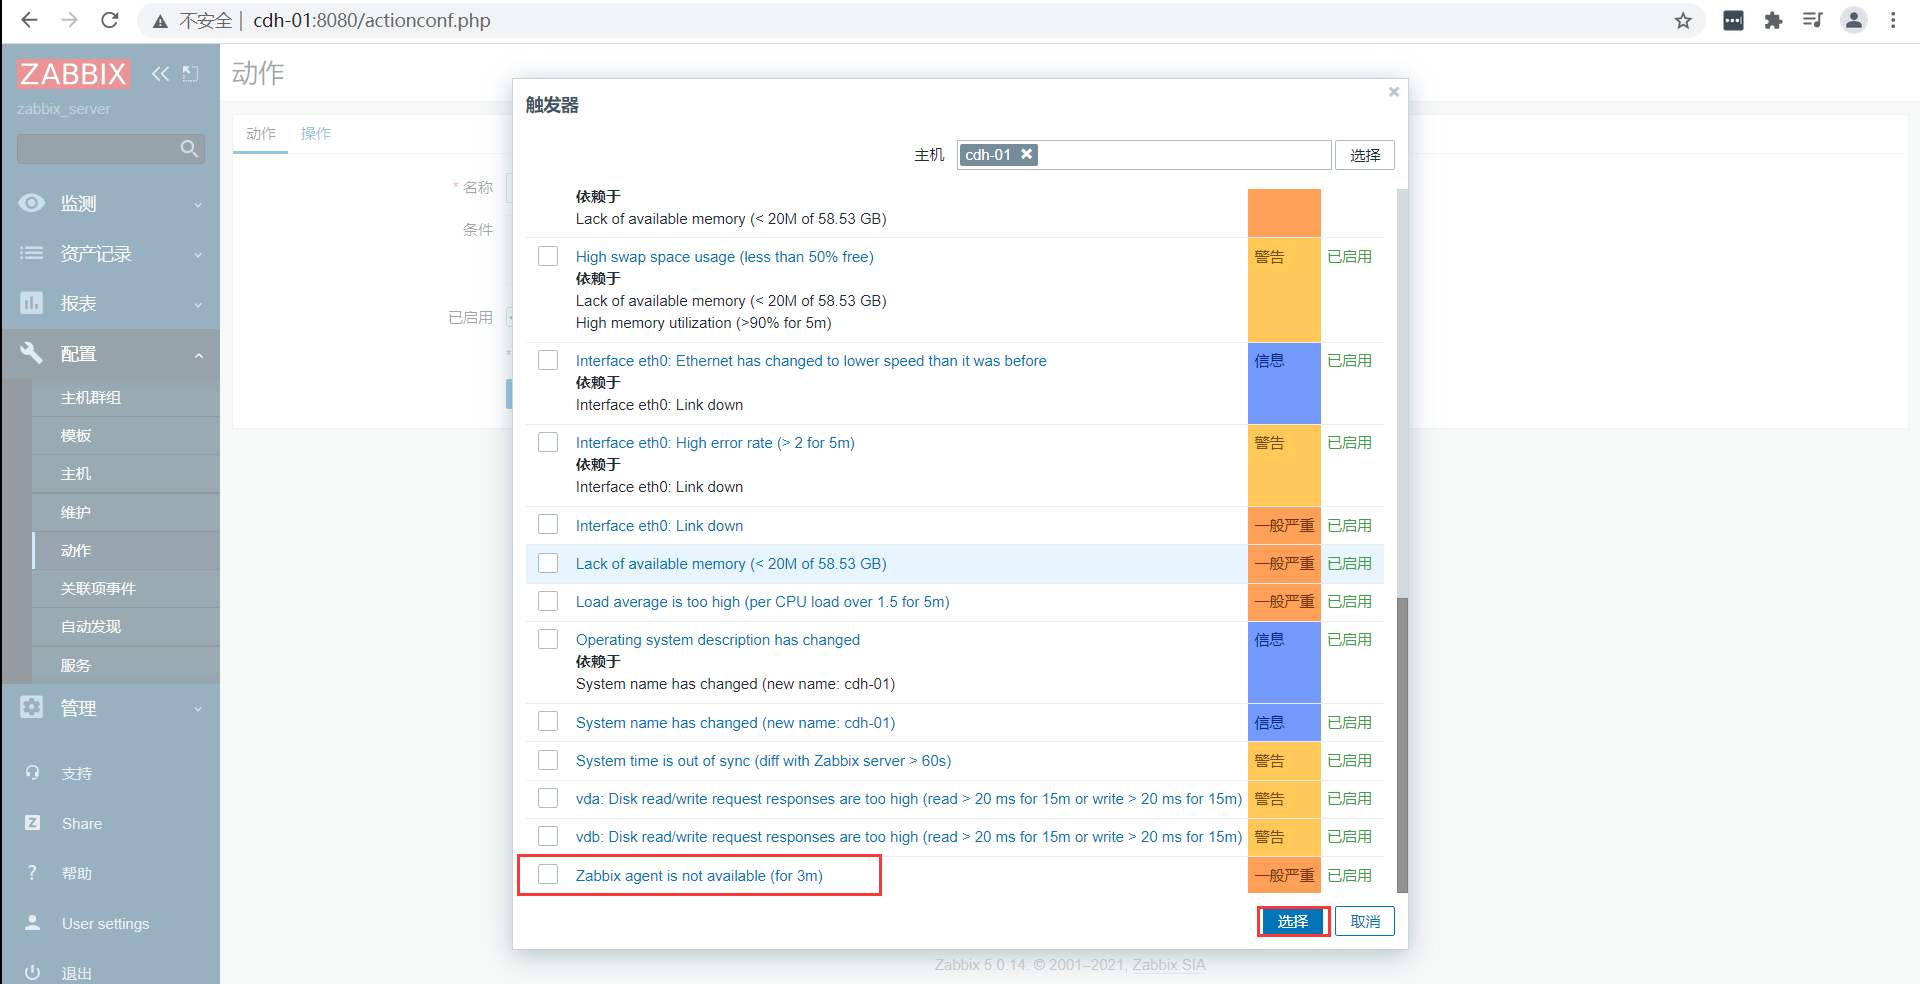 不安全 | cdh-01:8080/actionconf.php
ZABBIX
zabbix_server
监测
资产记录
报表
配置
主机群组
模板
主机
维护
动作
关联项事件
自动发现
服务
管理
支持
Share
帮助
User settings
退出
动作
动作 操作
* 名称
条件
已启用
*
触发器
主机 cdh-01 选择
依赖于
Lack of available memory (< 20M of 58.53 GB)
High swap space usage (less than 50% free) 警告 已启用
依赖于
Lack of available memory (< 20M of 58.53 GB)
High memory utilization (>90% for 5m)
Interface eth0: Ethernet has changed to lower speed than it was before 信息 已启用
依赖于
Interface eth0: Link down
Interface eth0: High error rate (> 2 for 5m) 警告 已启用
依赖于
Interface eth0: Link down
Interface eth0: Link down 一般严重 已启用
Lack of available memory (< 20M of 58.53 GB) 一般严重 已启用
Load average is too high (per CPU load over 1.5 for 5m) 一般严重 已启用
Operating system description has changed 信息 已启用
依赖于
System name has changed (new name: cdh-01)
System name has changed (new name: cdh-01) 信息 已启用
System time is out of sync (diff with Zabbix server > 60s) 警告 已启用
vda: Disk read/write request responses are too high (read > 20 ms for 15m or write > 20 ms for 15m) 警告 已启用
vdb: Disk read/write request responses are too high (read > 20 ms for 15m or write > 20 ms for 15m) 警告 已启用
Zabbix agent is not available (for 3m) 一般严重 已启用
选择 取消
Zabbix 5.0.14. © 2001–2021, Zabbix SIA